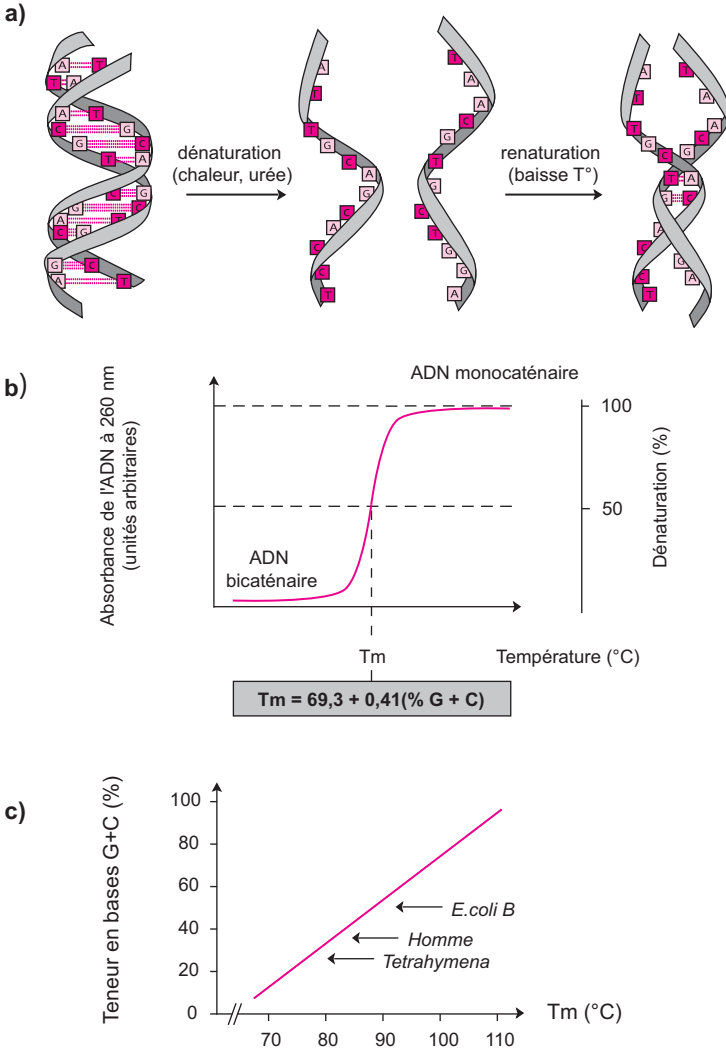 a)
A T
T A
A T
C G
G C
T A
C G
G C
A T
C G
G C
A T
dénaturation
(chaleur, urée)
A
T
T
G
C
A
G
C
A
C
C
T
T
A
A
C
G
T
G
C
T
G
G
A
renaturation
(baisse T°)
A T
T A
T A
G C
C G
T A
G C
A
C G
C A
T
b)
Absorbance de l'ADN à 260 nm
(unités arbitraires)
ADN monocaténaire
100
50
Dénaturation (%)
ADN
bicaténaire
Tm
Température (°C)
Tm = 69,3 + 0,41(% G + C)
c)
Teneur en bases G+C (%)
100
80
60
40
20
0
E.coli B
Homme
Tetrahymena
70 80 90 100 110
Tm (°C)